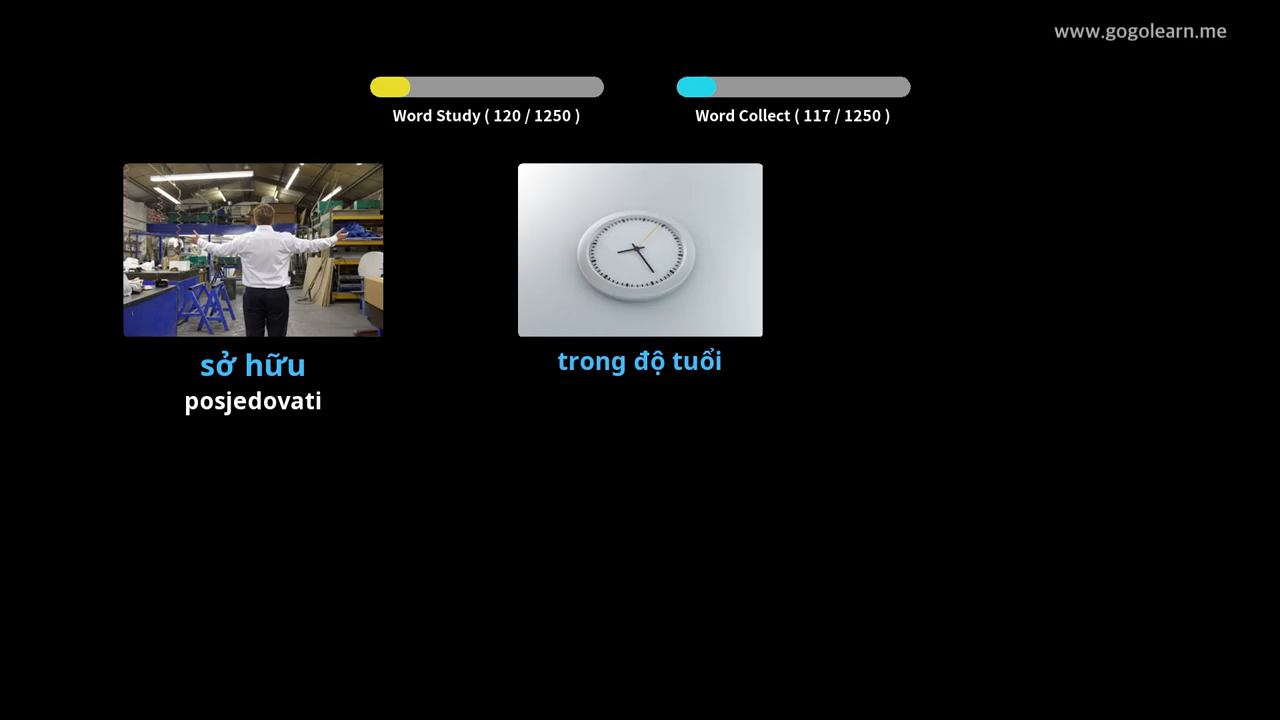 www.gogolearn.me
Word Study ( 120 / 1250 )
Word Collect ( 117 / 1250 )
sở hữu
posjedovati
trong độ tuổi